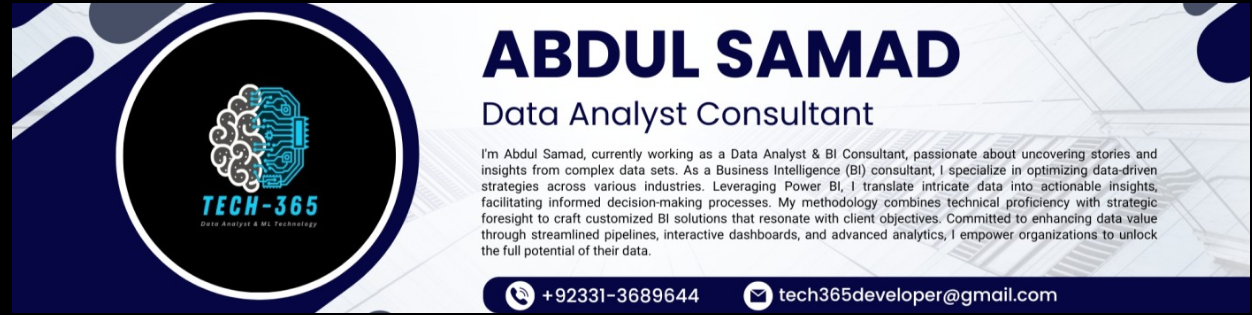 TECH-365
Data Analyst & ML Technology
ABDUL SAMAD
Data Analyst Consultant
I'm Abdul Samad, currently working as a Data Analyst & BI Consultant, passionate about uncovering stories and
insights from complex data sets. As a Business Intelligence (BI) consultant, I specialize in optimizing data-driven
strategies across various industries. Leveraging Power BI, I translate intricate data into actionable insights,
facilitating informed decision-making processes. My methodology combines technical proficiency with strategic
foresight to craft customized BI solutions that resonate with client objectives. Committed to enhancing data value
through streamlined pipelines, interactive dashboards, and advanced analytics, I empower organizations to unlock
the full potential of their data.
+92331-3689644
tech365developer@gmail.com